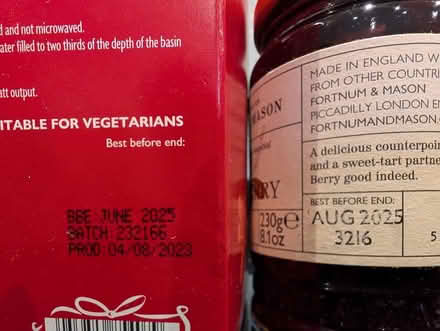 d and not microwaved.
ater filled to two thirds of the depth of the basin
att output.
ITABLE FOR VEGETARIANS
Best before end:
BBE JUNE 2025
BATCH: 232166
PROD: 04/08/2023
MASON
RY
230g e
8.1oz
MADE IN ENGLAND W
FROM OTHER COUNTR
FORTNUM & MASON
PICCADILLY LONDON E
FORTNUMANDMASON.
A delicious counterpoin
and a sweet-tart partne
Berry good indeed.
BEST BEFORE END:
AUG 2025
3216
5